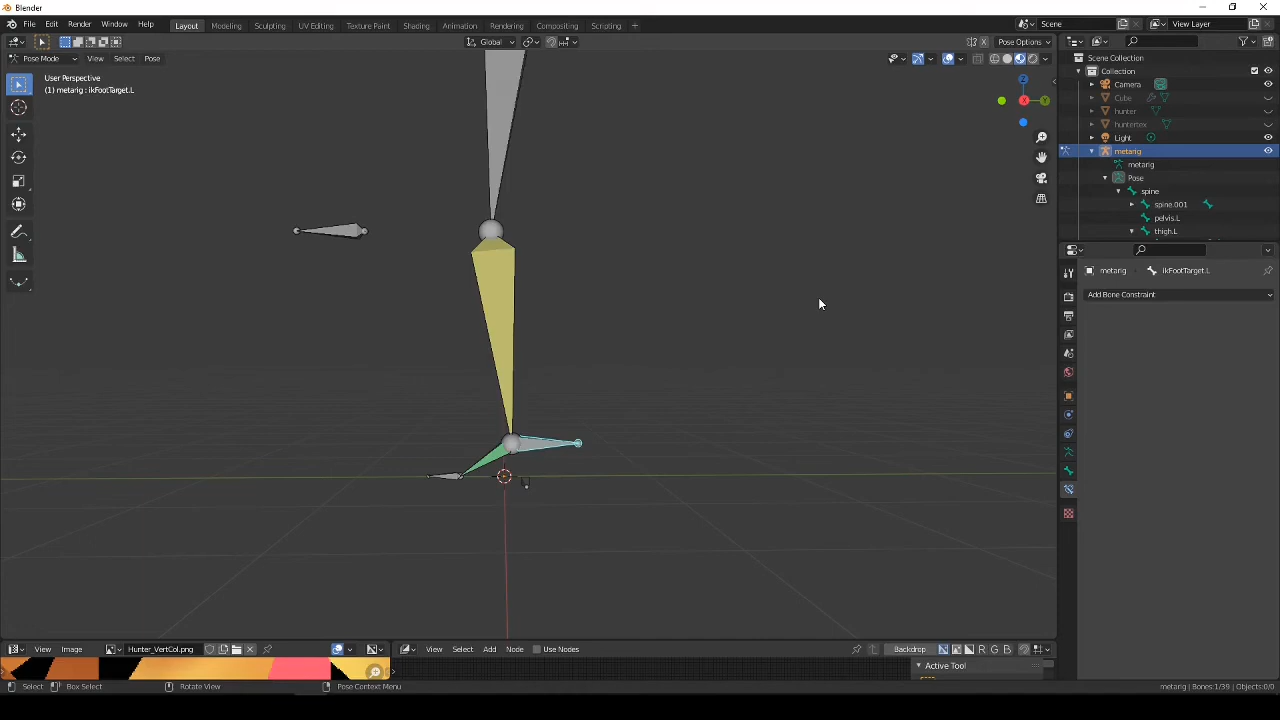 Blender
File Edit Render Window Help Layout Modeling Sculpting UV Editing Texture Paint Shading Animation Rendering Compositing Scripting + Scene View Layer
Global Pose Options
Pose Mode View Select Pose
User Perspective
(1) metarig : ikFootTarget.L
Scene Collection
Collection
Camera
Cube
hunter
huntertex
Light
metarig
metarig
Pose
spine
spine.001
pelvis.L
thigh.L
metarig ikFootTarget.L
Add Bone Constraint
Z
X
Y
View Image Hunter_VertCol.png View Select Add Node Use Nodes Backdrop R G B
Active Tool
Select Box Select Rotate View Pose Context Menu metarig | Bones:1/39 | Objects:0/0